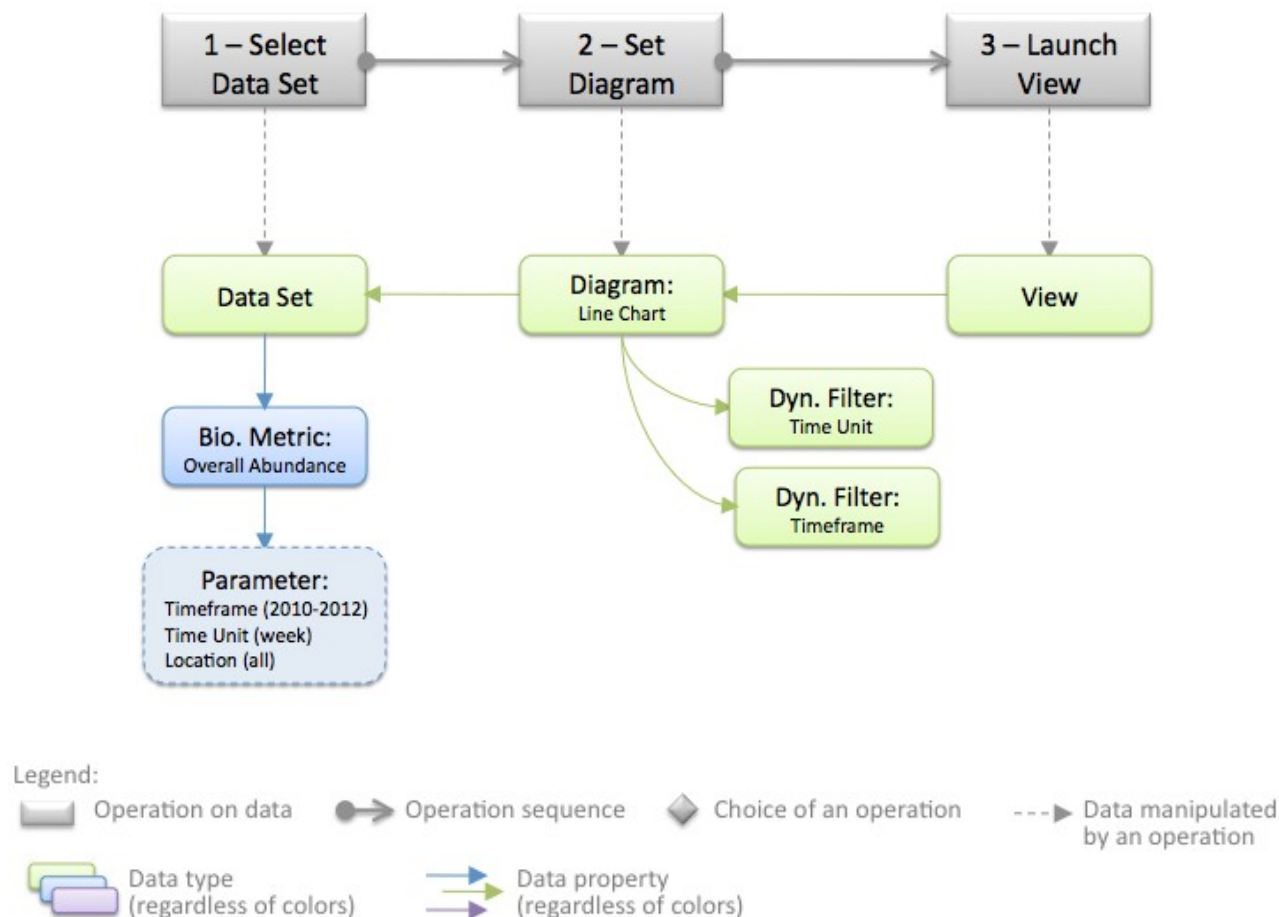 1 – Select
Data Set
2 – Set
Diagram
3 – Launch
View
Data Set
Diagram:
Line Chart
View
Dyn. Filter:
Time Unit
Bio. Metric:
Overall Abundance
Dyn. Filter:
Timeframe
Parameter:
Timeframe (2010-2012)
Time Unit (week)
Location (all)
Legend:
Operation on data
Operation sequence
Choice of an operation
Data manipulated
by an operation
Data type
(regardless of colors)
Data property
(regardless of colors)